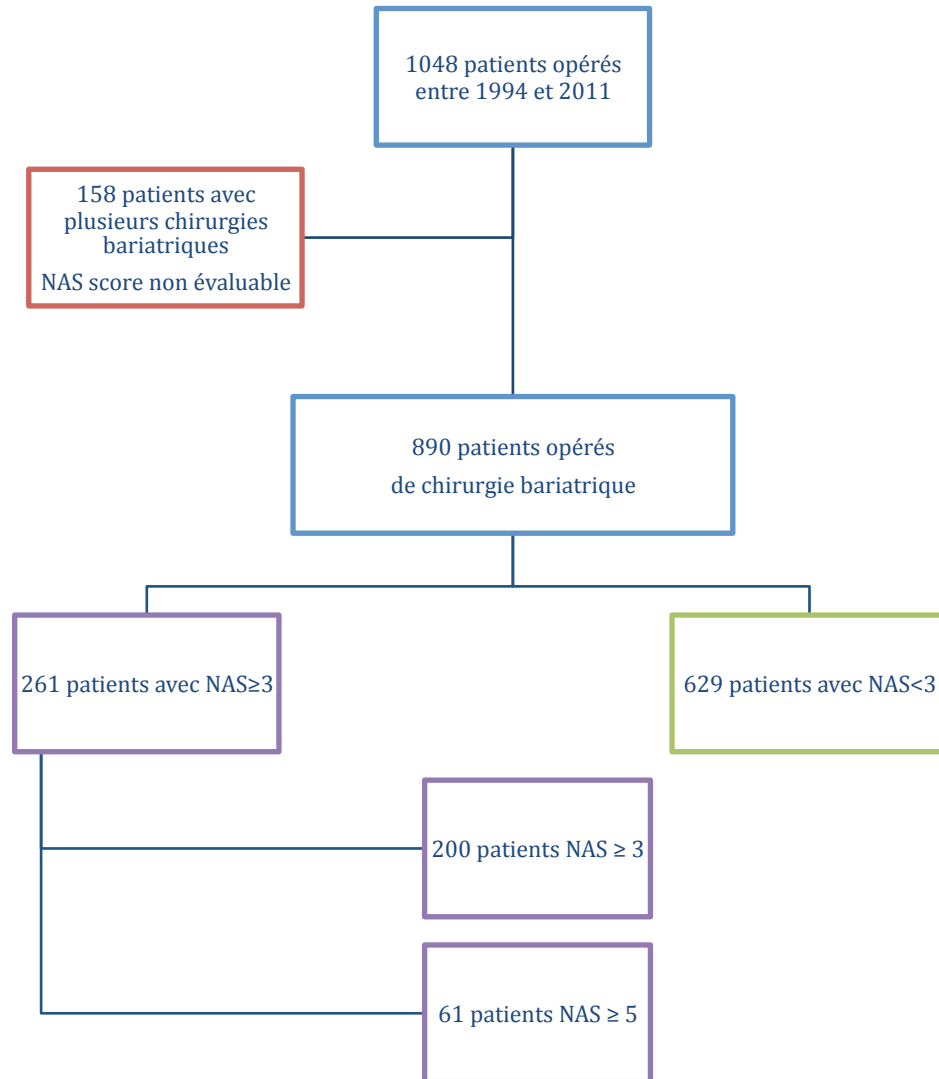 1048 patients opérés
entre 1994 et 2011
158 patients avec
plusieurs chirurgies
bariatriques
NAS score non évaluable
890 patients opérés
de chirurgie bariatrique
261 patients avec NAS≥3
629 patients avec NAS<3
200 patients NAS ≥ 3
61 patients NAS ≥ 5